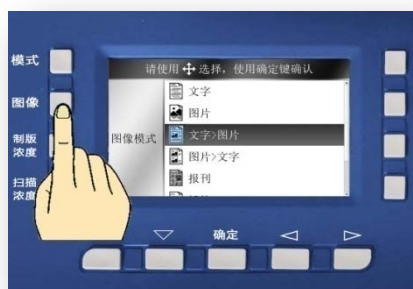 请使用 选择，使用确定键确认
模式
图像
制版
浓度
扫描
浓度
图像模式
文字
图片
文字>图片
图片>文字
报刊
确定